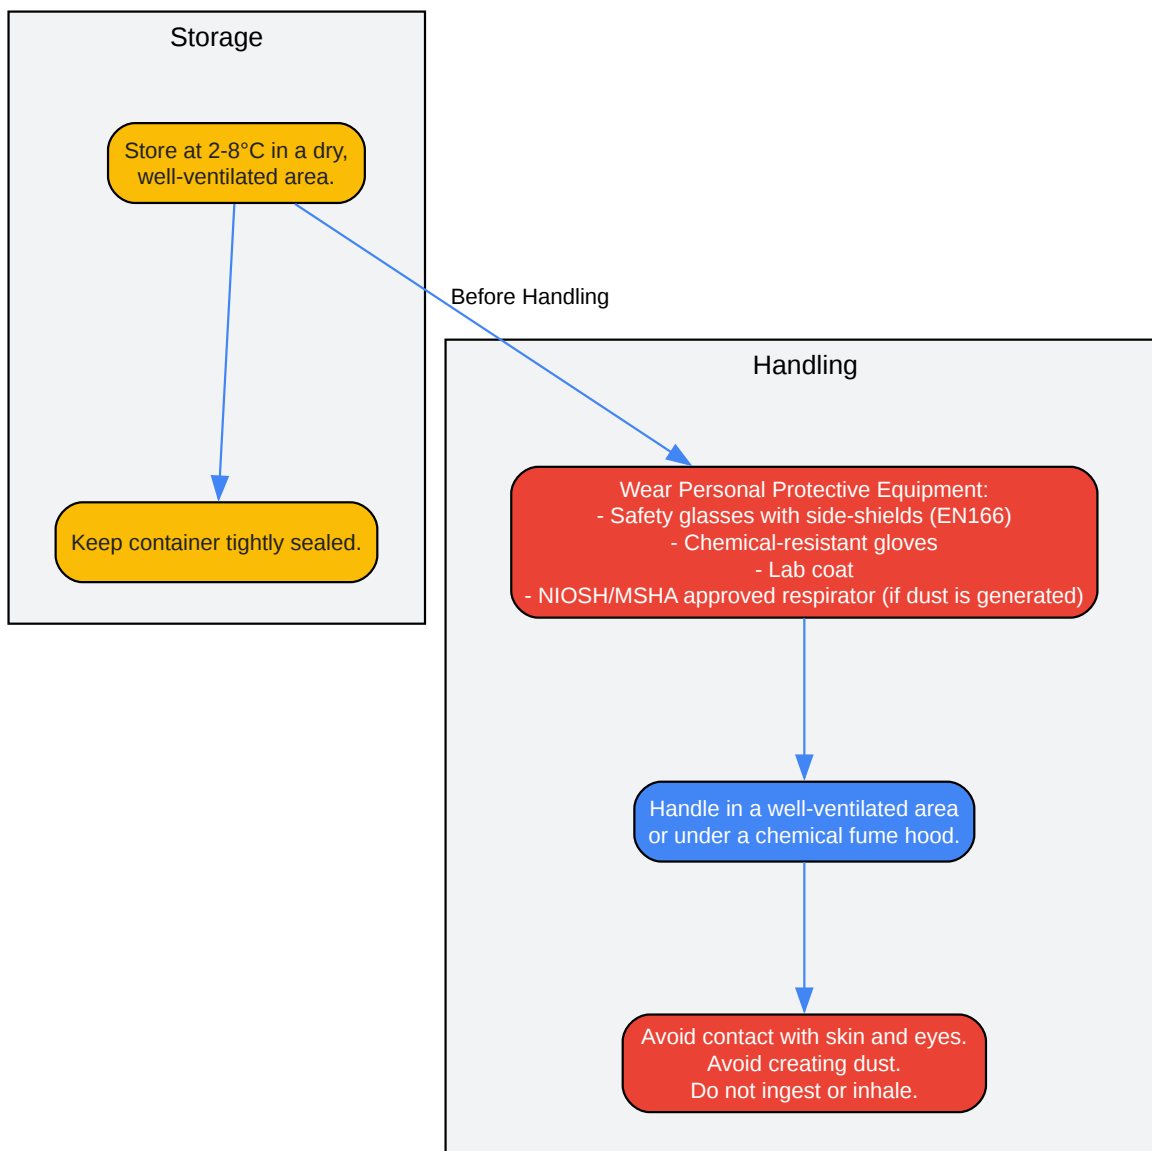 Storage
Store at 2-8°C in a dry,
well-ventilated area.
Before Handling
Handling
Keep container tightly sealed.
Wear Personal Protective Equipment:
- Safety glasses with side-shields (EN166)
- Chemical-resistant gloves
- Lab coat
- NIOSH/MSHA approved respirator (if dust is generated)
Handle in a well-ventilated area
or under a chemical fume hood.
Avoid contact with skin and eyes.
Avoid creating dust.
Do not ingest or inhale.